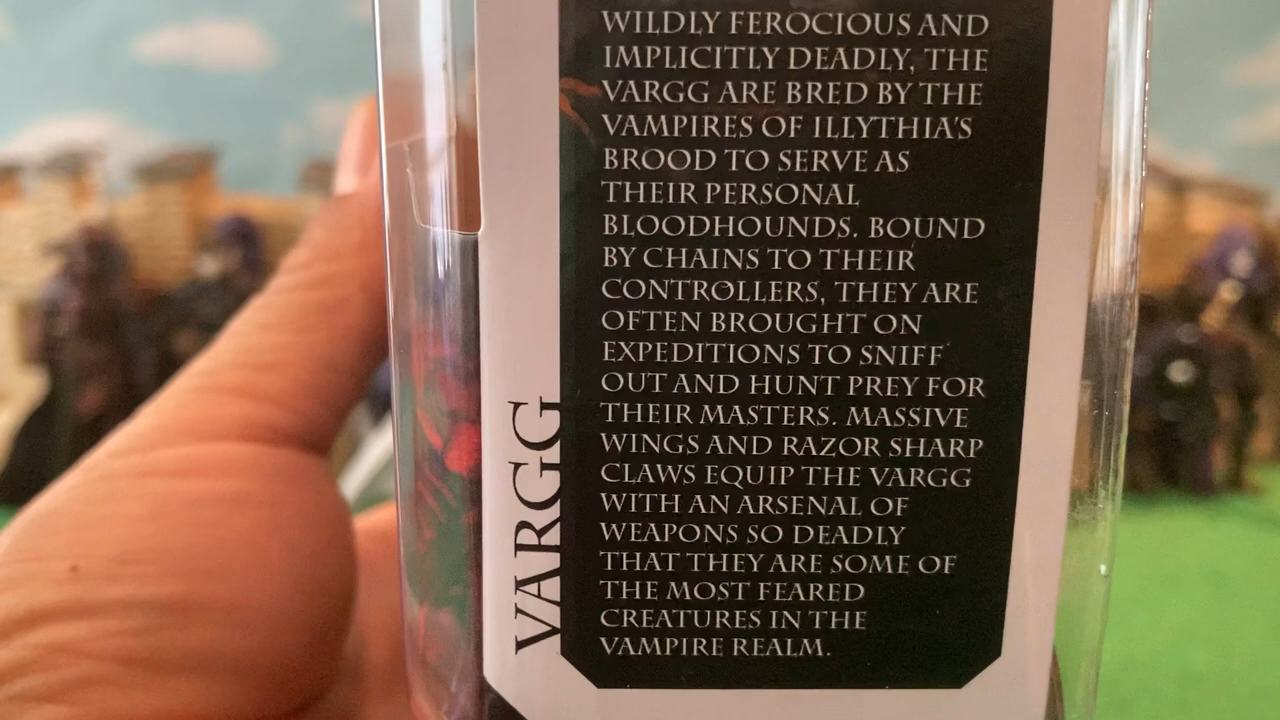 WILDLY FEROCIOUS AND
IMPLICITLY DEADLY, THE
VARGG ARE BRED BY THE
VAMPIRES OF ILLYTHIA'S
BROOD TO SERVE AS
THEIR PERSONAL
BLOODHOUNDS. BOUND
BY CHAINS TO THEIR
CONTROLLERS, THEY ARE
OFTEN BROUGHT ON
EXPEDITIONS TO SNIFF
OUT AND HUNT PREY FOR
THEIR MASTERS. MASSIVE
WINGS AND RAZOR SHARP
CLAWS EQUIP THE VARGG
WITH AN ARSENAL OF
WEAPONS SO DEADLY
THAT THEY ARE SOME OF
THE MOST FEARED
CREATURES IN THE
VAMPIRE REALM.
VARGG